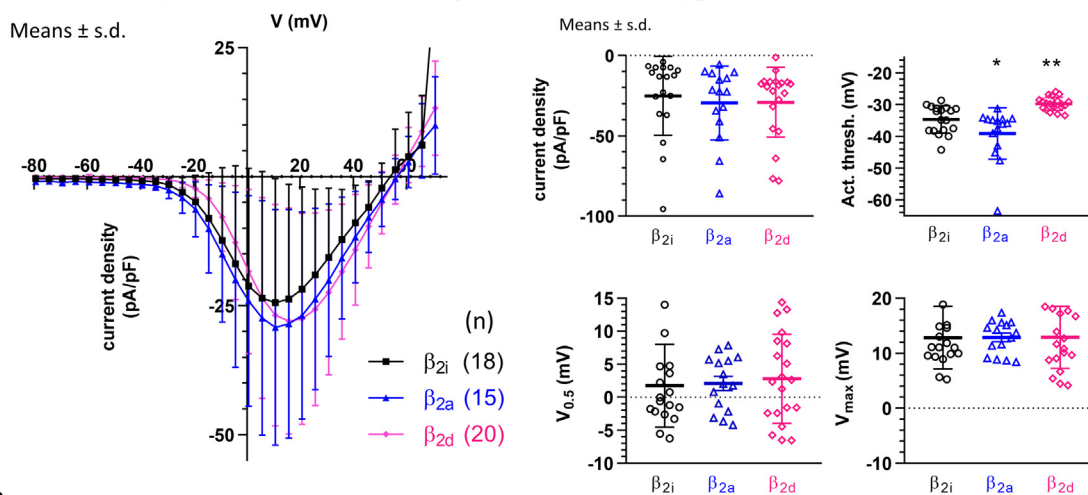 Means ± s.d.
V (mV)
25
-80
-60
-40
-20
20
40
60
-25
-50
current density
(pA/pF)
(n)
β2i (18)
β2a (15)
β2d (20)
Means ± s.d.
0
-50
-100
current density
(pA/pF)
β2i
β2a
β2d
*
**
-20
-30
-40
-50
-60
Act. thresh. (mV)
β2i
β2a
β2d
15
10
5
0
-5
-10
V0.5 (mV)
β2i
β2a
β2d
20
10
0
-10
Vmax (mV)
β2i
β2a
β2d